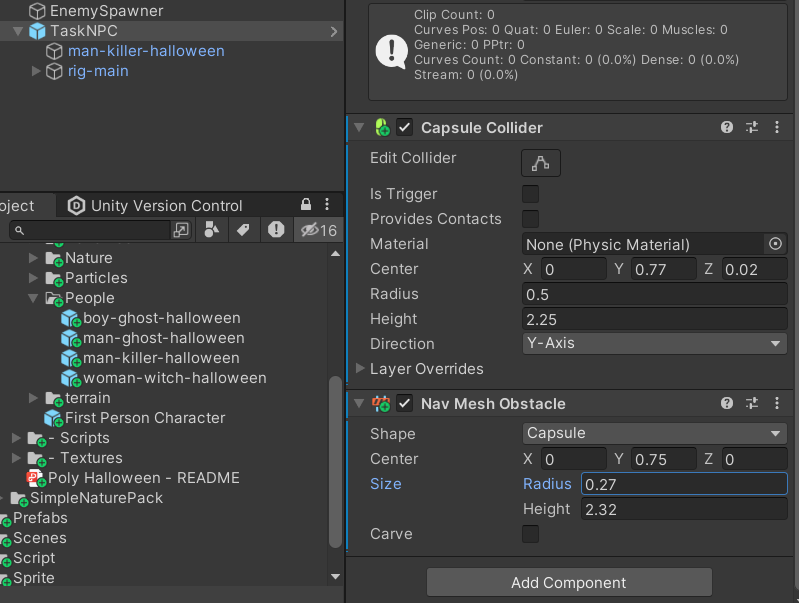 EnemySpawner
TaskNPC
man-killer-halloween
rig-main
oject
Unity Version Control
16
Nature
Particles
People
boy-ghost-halloween
man-ghost-halloween
man-killer-halloween
woman-witch-halloween
terrain
First Person Character
- Scripts
- Textures
Poly Halloween - README
SimpleNaturePack
Prefabs
Scenes
Script
Sprite
Clip Count: 0
Curves Pos: 0 Quat: 0 Euler: 0 Scale: 0 Muscles: 0
Generic: 0 PPtr: 0
Curves Count: 0 Constant: 0 (0.0%) Dense: 0 (0.0%)
Stream: 0 (0.0%)
Capsule Collider
Edit Collider
Is Trigger
Provides Contacts
Material None (Physic Material)
Center X 0 Y 0.77 Z 0.02
Radius 0.5
Height 2.25
Direction Y-Axis
Layer Overrides
Nav Mesh Obstacle
Shape Capsule
Center X 0 Y 0.75 Z 0
Size Radius 0.27
Height 2.32
Carve
Add Component